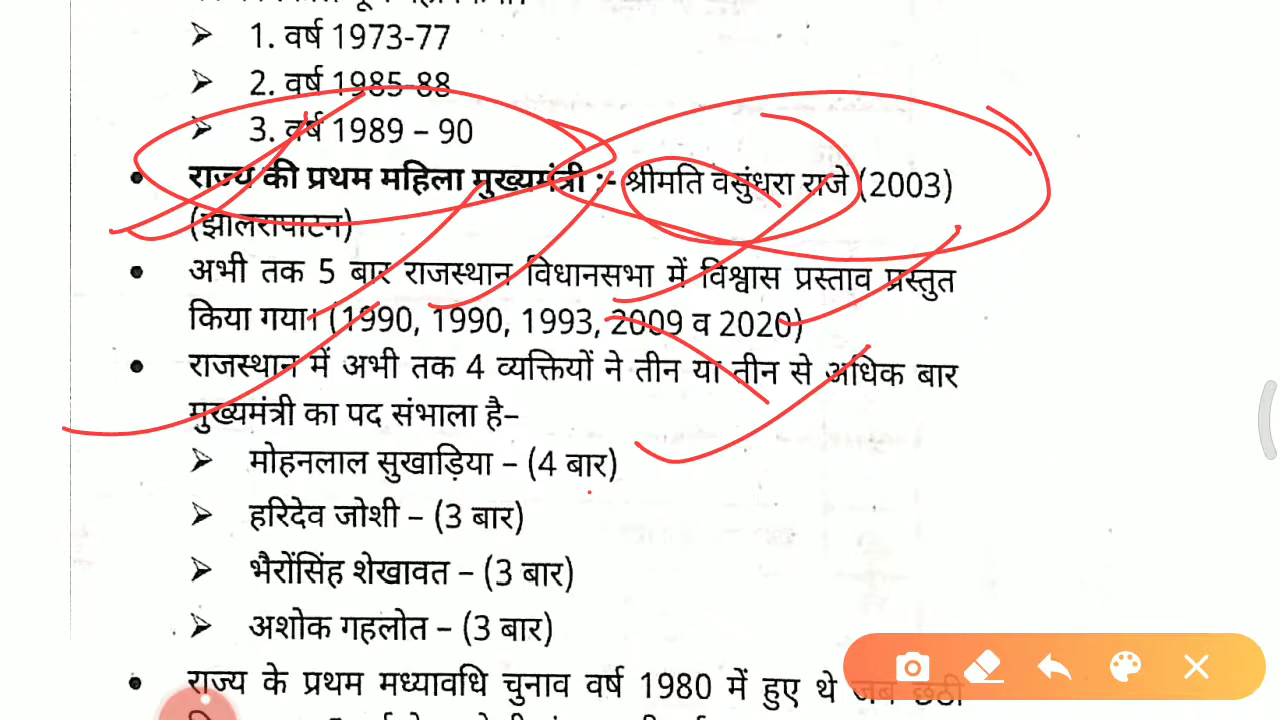 ➢ 1. वर्ष 1973-77
➢ 2. वर्ष 1985-88
➢ 3. वर्ष 1989 – 90
• राज्य की प्रथम महिला मुख्यमंत्री :- श्रीमति वसुंधरा राजे (2003)
(झालरापाटन)
• अभी तक 5 बार राजस्थान विधानसभा में विश्वास प्रस्ताव प्रस्तुत
किया गया। (1990, 1990, 1993, 2009 व 2020)
• राजस्थान में अभी तक 4 व्यक्तियों ने तीन या तीन से अधिक बार
मुख्यमंत्री का पद संभाला है–
➢ मोहनलाल सुखाड़िया – (4 बार)
➢ हरिदेव जोशी – (3 बार)
➢ भैरोंसिंह शेखावत – (3 बार)
➢ अशोक गहलोत – (3 बार)
• राज्य के प्रथम मध्यावधि चुनाव वर्ष 1980 में हुए थे जब छठी